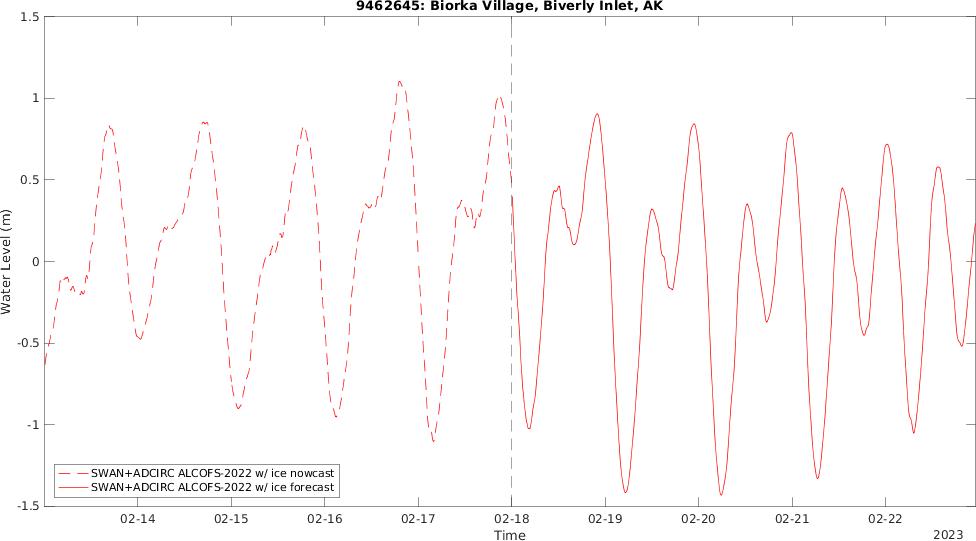 9462645: Biorka Village, Biverly Inlet, AK
1.5
1
0.5
0
-0.5
-1
-1.5
Water Level (m)
SWAN+ADCIRC ALCOFS-2022 w/ ice nowcast
SWAN+ADCIRC ALCOFS-2022 w/ ice forecast
02-14 02-15 02-16 02-17 02-18 02-19 02-20 02-21 02-22
Time
2023